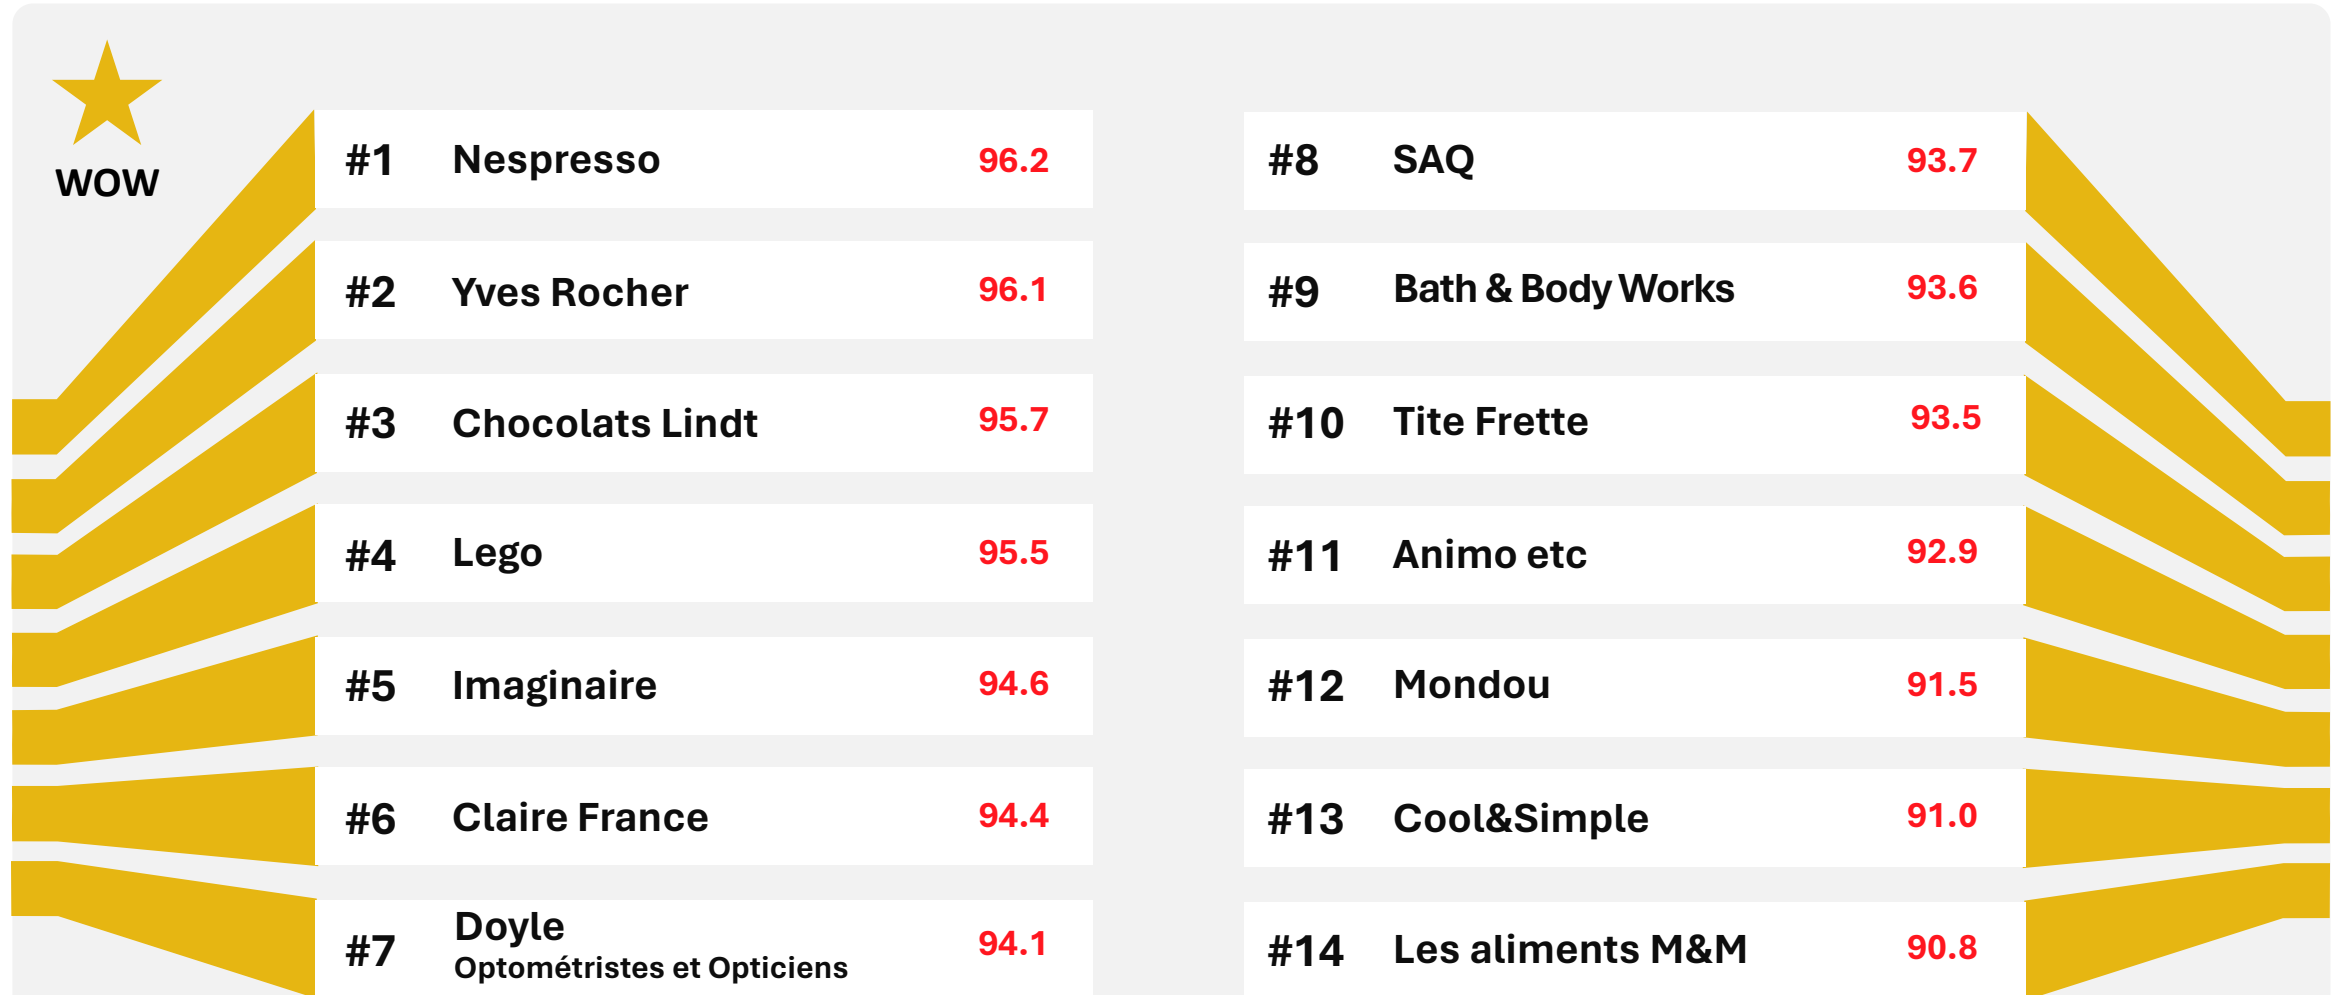 WOW
#1 Nespresso 96.2
#2 Yves Rocher 96.1
#3 Chocolats Lindt 95.7
#4 Lego 95.5
#5 Imaginaire 94.6
#6 Claire France 94.4
#7 Doyle 94.1
Optométristes et Opticiens
#8 SAQ 93.7
#9 Bath & Body Works 93.6
#10 Tite Frette 93.5
#11 Animo etc 92.9
#12 Mondou 91.5
#13 Cool&Simple 91.0
#14 Les aliments M&M 90.8